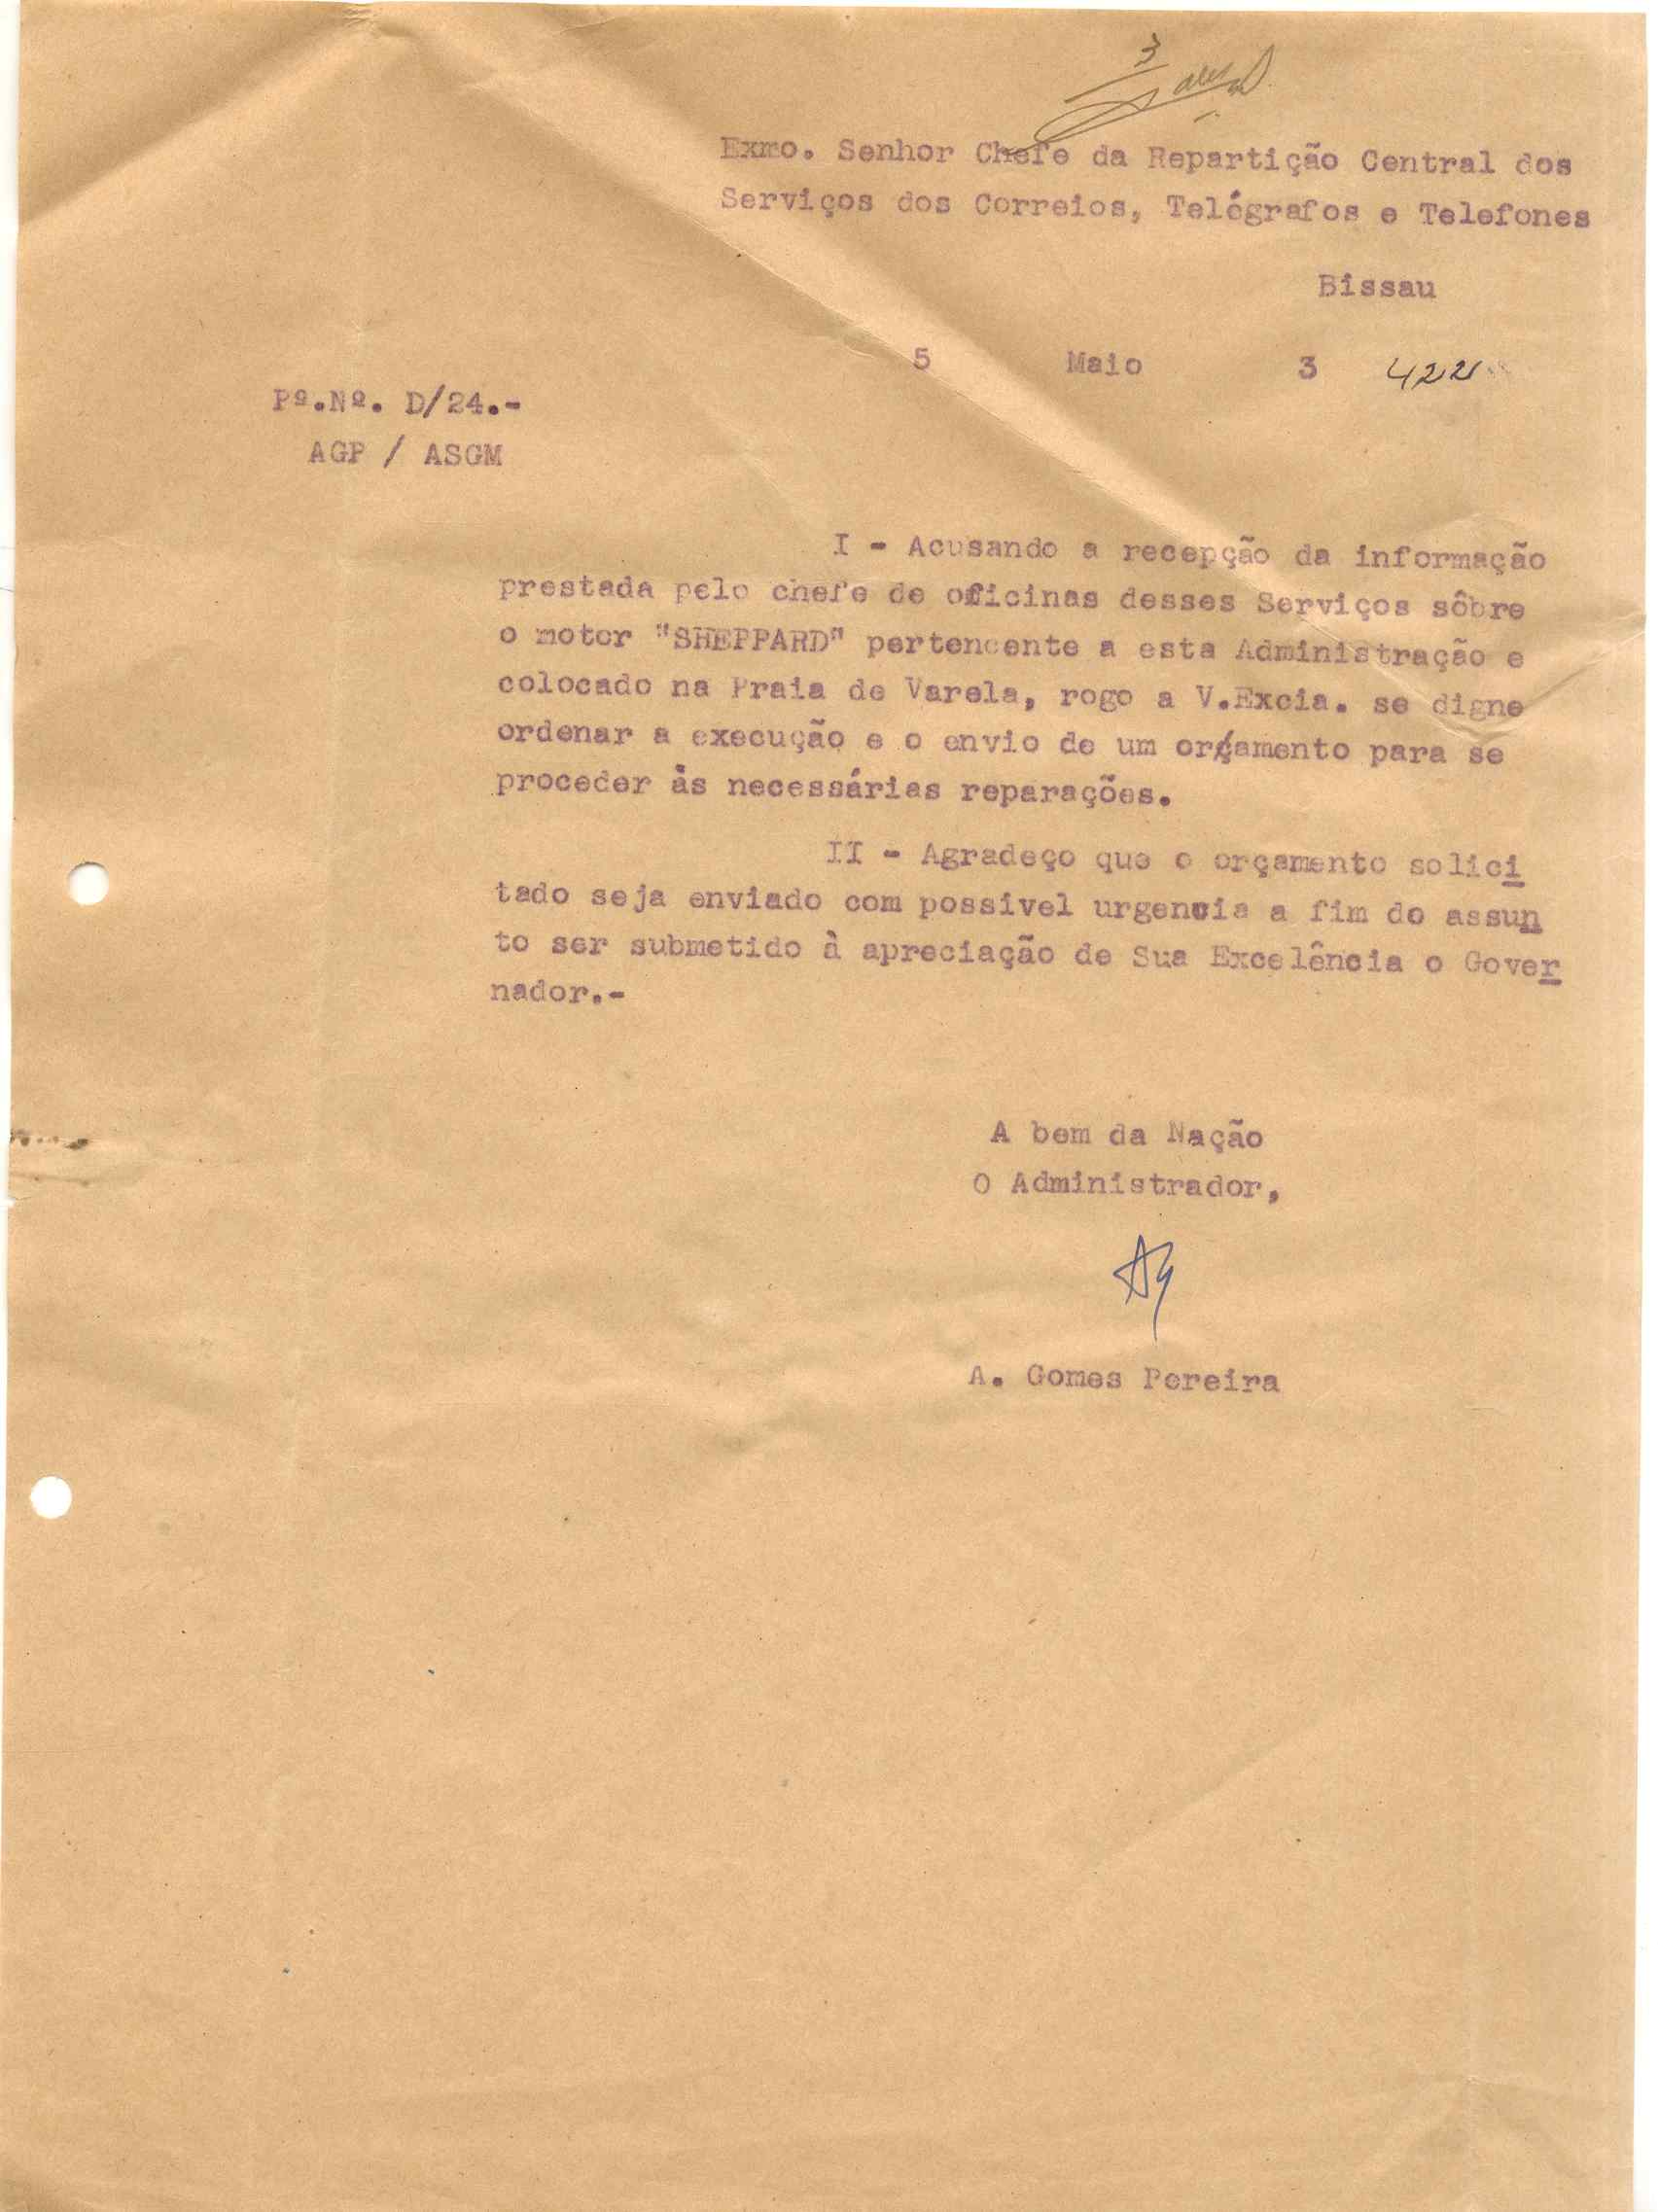 3
Exmo. Senhor Chefe da Repartição Central dos
Serviços dos Correios, Telégrafos e Telefones
Bissau
5 Maio 3 422
Pº.Nº. D/24.-
AGP / ASGM
I - Acusando a recepção da informação
prestada pelo chefe de oficinas desses Serviços sôbre
o motor "SHEPPARD" pertencente a esta Administração e
colocado na Praia de Varela, rogo a V.Excia. se digne
ordenar a execução e o envio de um orçamento para se
proceder às necessárias reparações.
II - Agradeço que o orçamento solici
tado seja enviado com possivel urgencia a fim do assun
to ser submetido à apreciação de Sua Excelência o Gover
nador.-
A bem da Nação
O Administrador,
A. Gomes Pereira